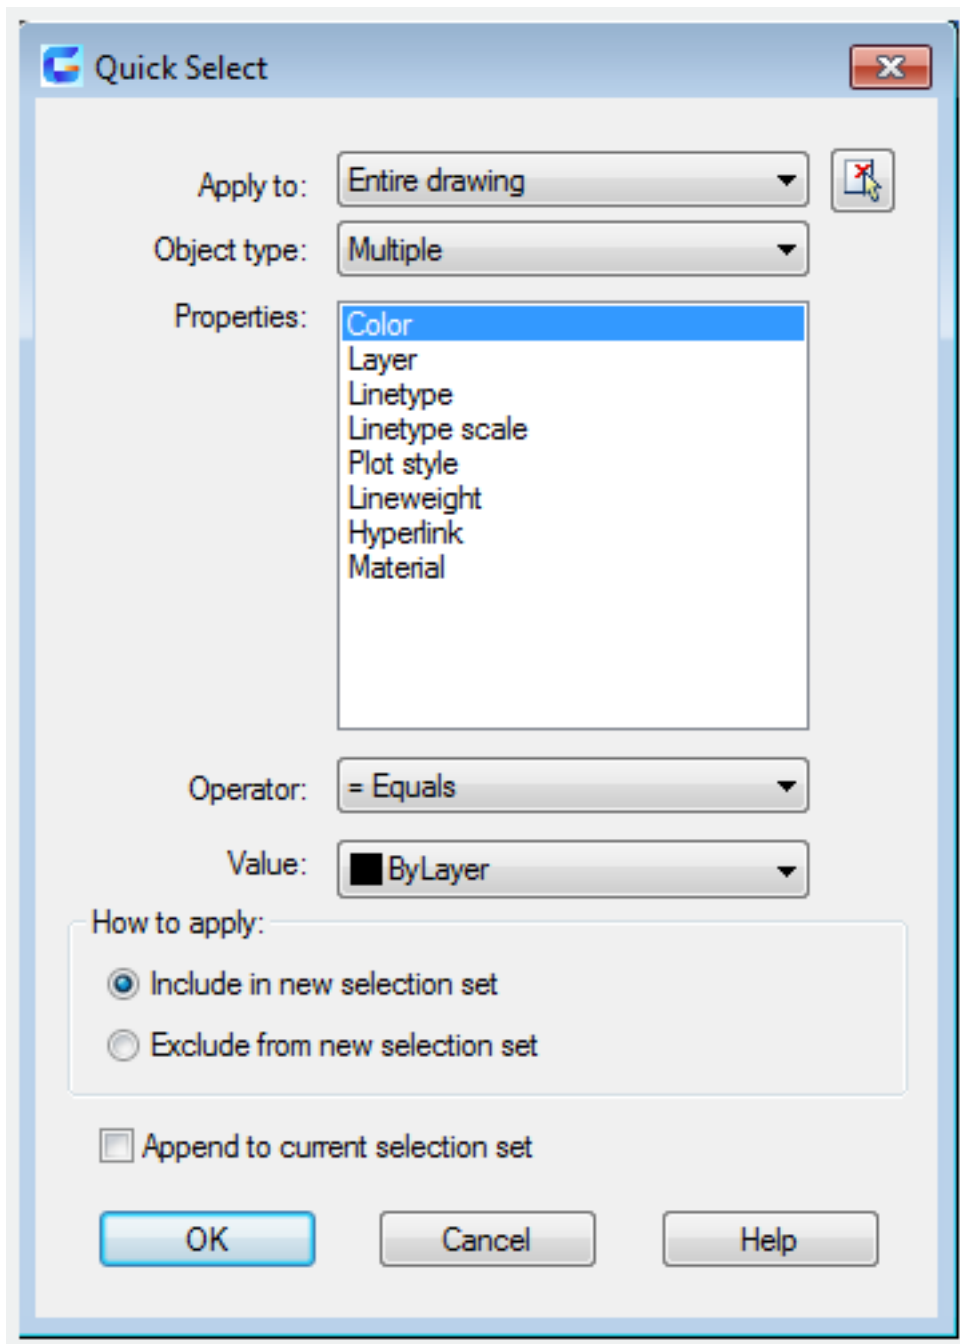 Quick Select
Apply to: Entire drawing
Object type: Multiple
Properties: Color
Layer
Linetype
Linetype scale
Plot style
Lineweight
Hyperlink
Material
Operator: = Equals
Value: ByLayer
How to apply:
Include in new selection set
Exclude from new selection set
Append to current selection set
OK Cancel Help